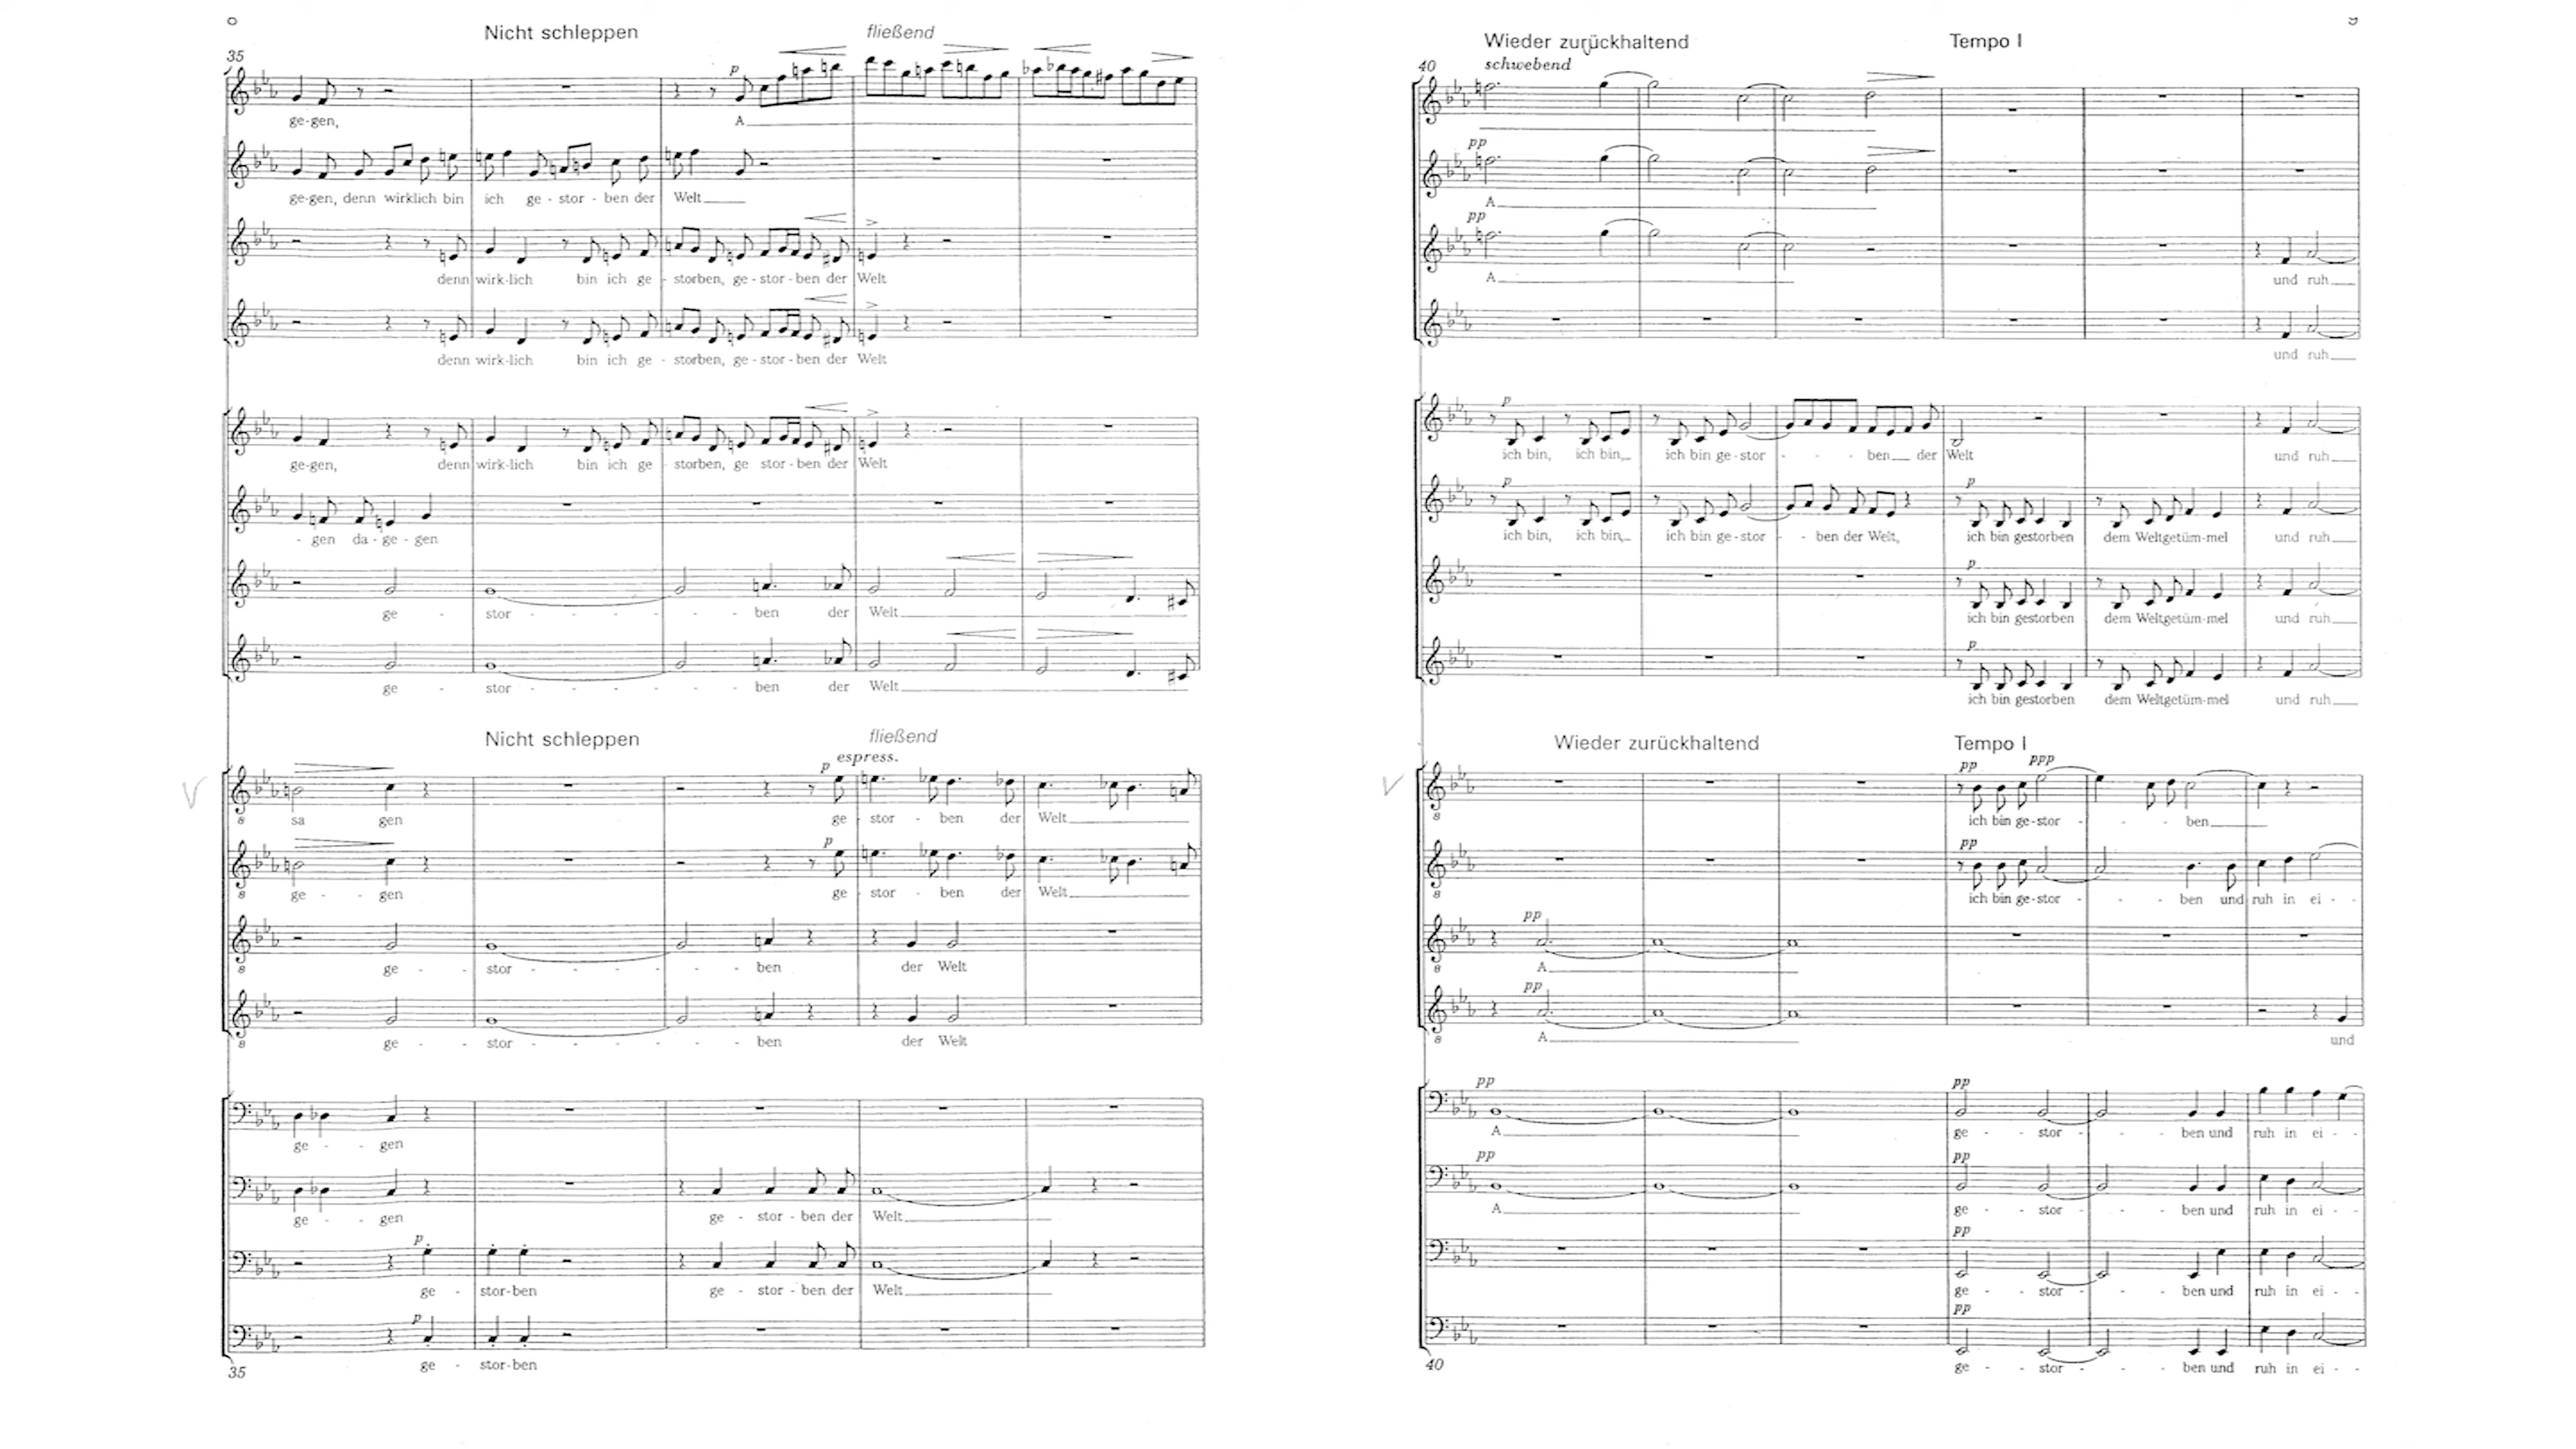 Nicht schleppen fließend
35
p
ge-gen, A
ge-gen, denn wirklich bin ich ge - stor - ben der Welt
denn wirk-lich bin ich ge - storben, ge - stor - ben der Welt
denn wirk-lich bin ich ge - storben, ge - stor - ben der Welt
ge-gen, denn wirk-lich bin ich ge storben, ge stor - ben der Welt
- gen da - ge - gen
ge - stor - - - - - ben der Welt
ge - stor - - - - - ben der Welt
Nicht schleppen fließend
p espress.
sa gen ge stor - ben der Welt
p
ge - - gen ge - stor - ben der Welt
ge - - stor - - - - - ben der Welt
ge - - stor - - - - - ben der Welt
ge - - gen
ge - - gen ge - stor - ben der Welt
p
ge - stor-ben ge - stor - ben der Welt
p
ge - stor-ben
35
9
Wieder zurückhaltend Tempo I
40 schwebend
pp
A
pp
A und ruh
und ruh
p
ich bin, ich bin, ich bin ge - stor - - - ben der Welt und ruh
p p
ich bin, ich bin, ich bin ge - stor - - ben der Welt, ich bin gestorben dem Weltgetüm-mel und ruh
p
ich bin gestorben dem Weltgetüm-mel und ruh
p
ich bin gestorben dem Weltgetüm-mel und ruh
Wieder zurückhaltend Tempo I
pp ppp
ich bin ge - stor - - - ben
pp
ich bin ge - stor - - - ben und ruh in ei - -
pp
A
pp
A und
pp pp
A ge - - stor - - - ben und ruh in ei - -
pp pp
A ge - - stor - - - ben und ruh in ei - -
pp
ge - - stor - - - ben und ruh in ei - -
pp
ge - - stor - - - ben und ruh in ei - -
40